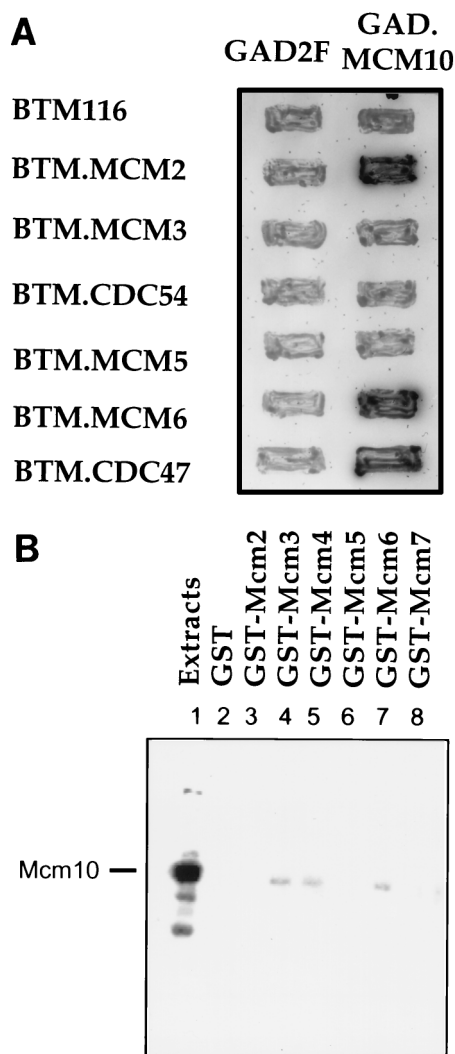 A
GAD2F
GAD.
MCM10
BTM116
BTM.MCM2
BTM.MCM3
BTM.CDC54
BTM.MCM5
BTM.MCM6
BTM.CDC47
B
Extracts
GST
GST-Mcm2
GST-Mcm3
GST-Mcm4
GST-Mcm5
GST-Mcm6
GST-Mcm7
1 2 3 4 5 6 7 8
Mcm10